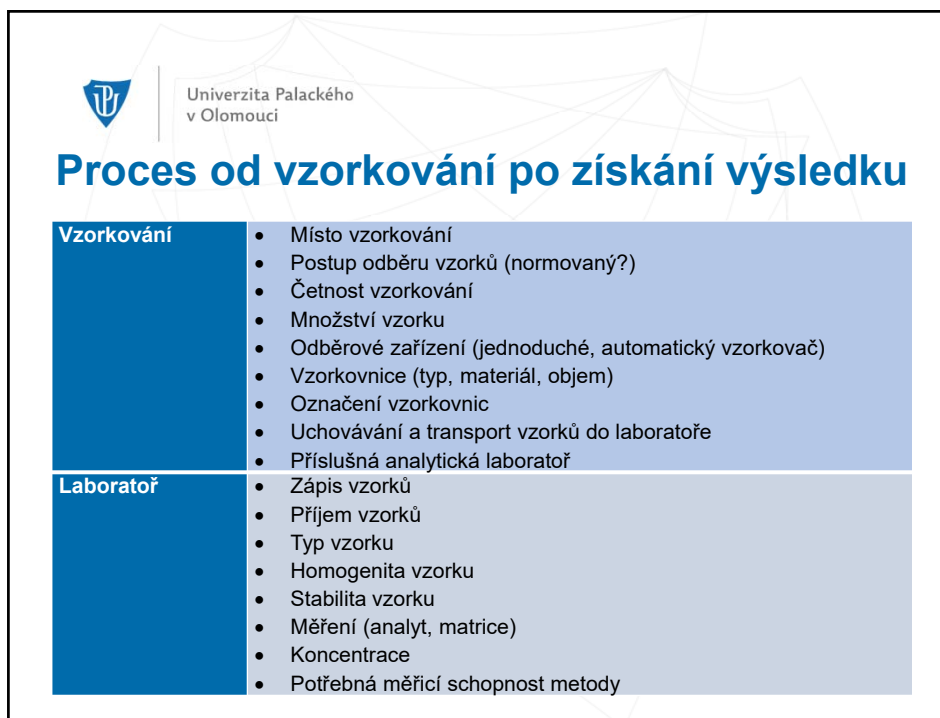 Univerzita Palackého
v Olomouci
Proces od vzorkování po získání výsledku
Vzorkování
• Místo vzorkování
• Postup odběru vzorků (normovaný?)
• Četnost vzorkování
• Množství vzorku
• Odběrové zařízení (jednoduché, automatický vzorkovač)
• Vzorkovnice (typ, materiál, objem)
• Označení vzorkovnic
• Uchovávání a transport vzorků do laboratoře
• Příslušná analytická laboratoř
Laboratoř
• Zápis vzorků
• Příjem vzorků
• Typ vzorku
• Homogenita vzorku
• Stabilita vzorku
• Měření (analyt, matrice)
• Koncentrace
• Potřebná měřicí schopnost metody